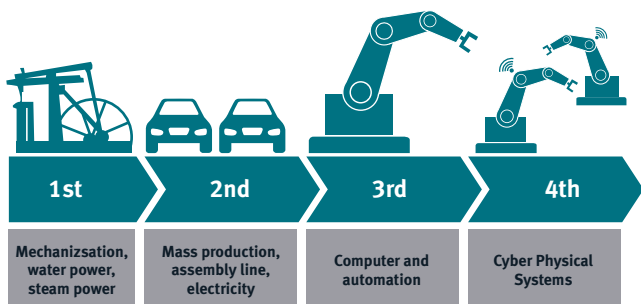 1st
2nd
3rd
4th
Mechanizsation,
water power,
steam power
Mass production,
assembly line,
electricity
Computer and
automation
Cyber Physical
Systems